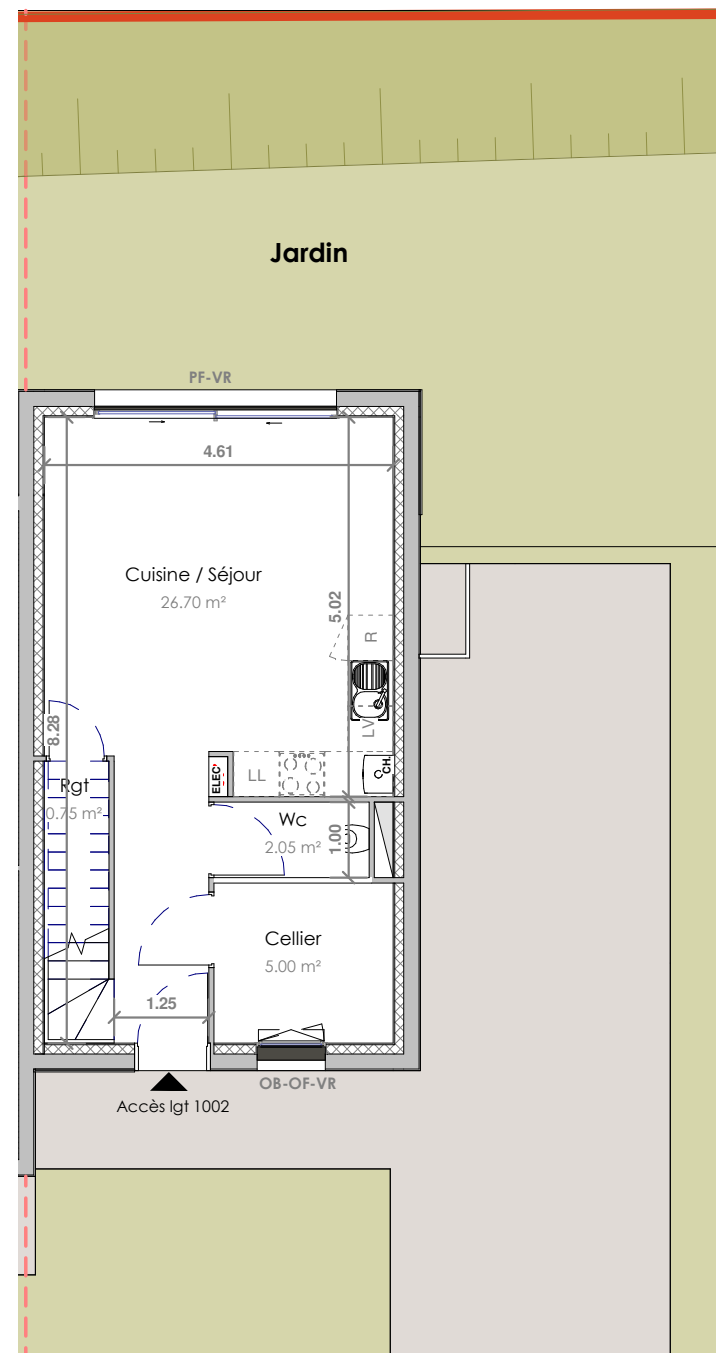 Jardin
PF-VR
4.61
Cuisine / Séjour
26.70 m²
5.02
R
LV
8.28
ELEC'
LL
CH.
Rgt
0.75 m²
Wc
2.05 m²
1.00
Cellier
5.00 m²
1.25
OB-OF-VR
Accès lgt 1002